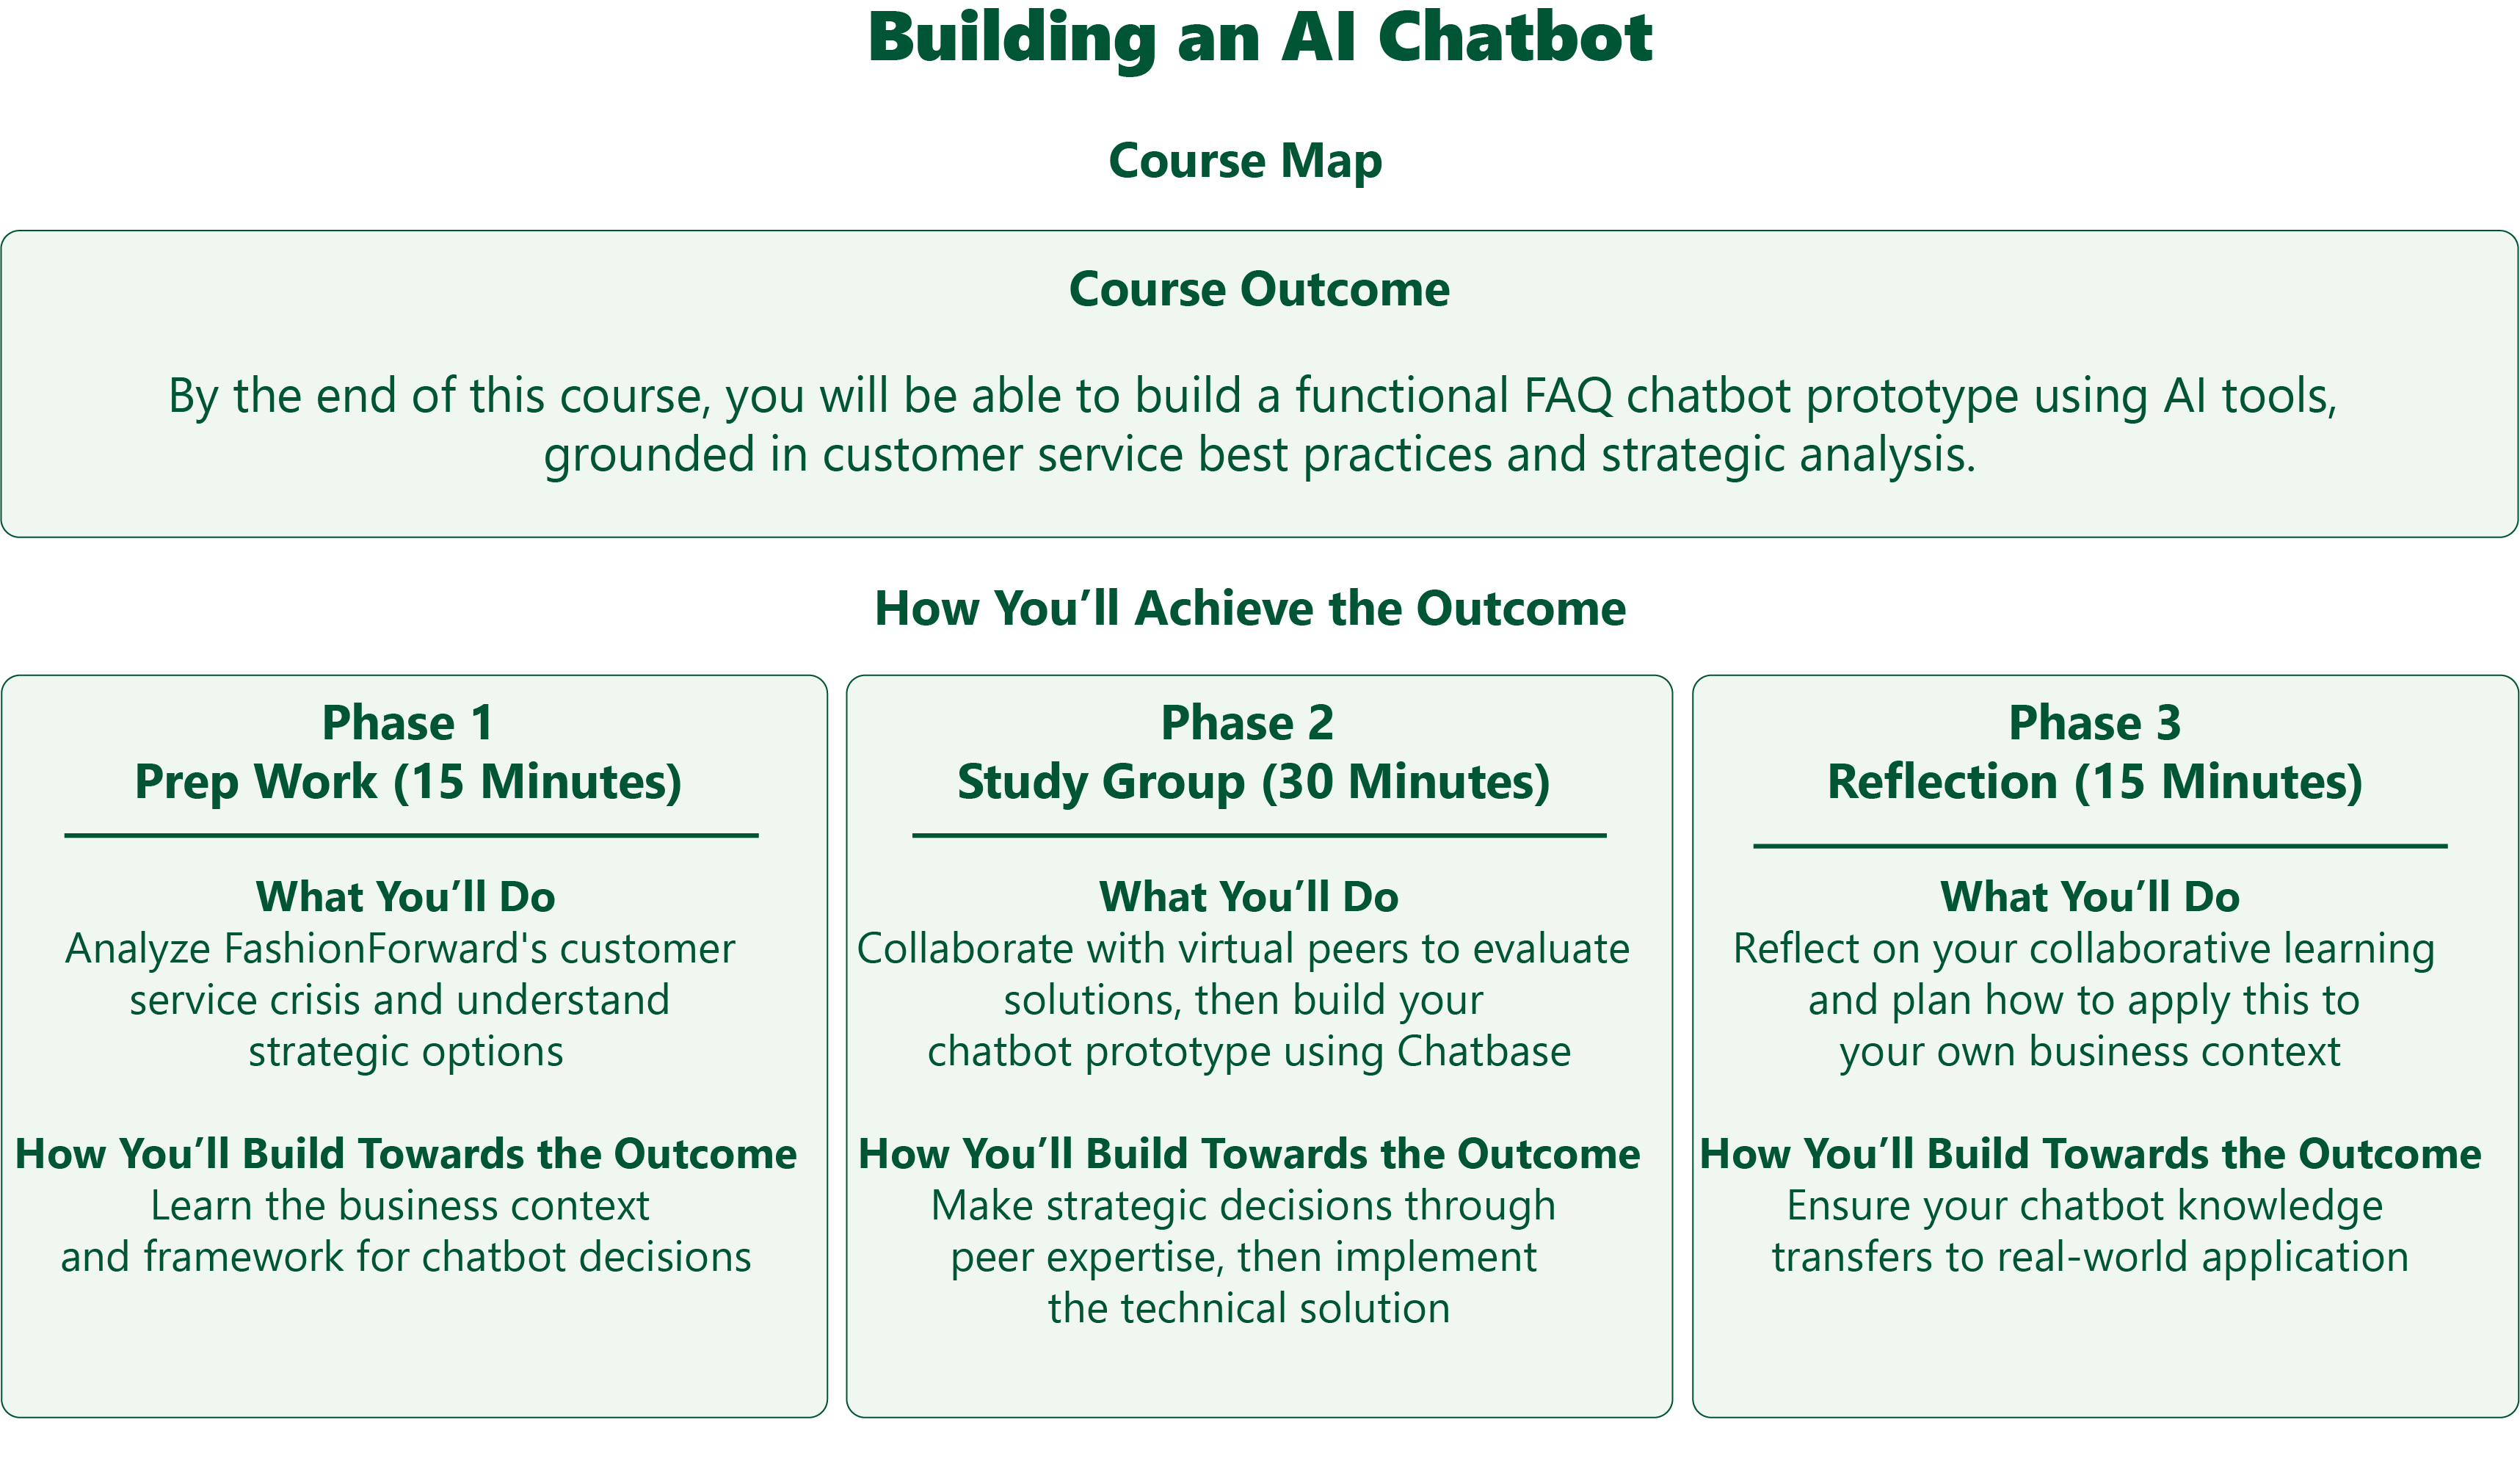 Building an AI Chatbot
Course Map
Course Outcome
By the end of this course, you will be able to build a functional FAQ chatbot prototype using AI tools,
grounded in customer service best practices and strategic analysis.
How You’ll Achieve the Outcome
Phase 1
Prep Work (15 Minutes)
What You’ll Do
Analyze FashionForward's customer
service crisis and understand
strategic options
How You’ll Build Towards the Outcome
Learn the business context
and framework for chatbot decisions
Phase 2
Study Group (30 Minutes)
What You’ll Do
Collaborate with virtual peers to evaluate
solutions, then build your
chatbot prototype using Chatbase
How You’ll Build Towards the Outcome
Make strategic decisions through
peer expertise, then implement
the technical solution
Phase 3
Reflection (15 Minutes)
What You’ll Do
Reflect on your collaborative learning
and plan how to apply this to
your own business context
How You’ll Build Towards the Outcome
Ensure your chatbot knowledge
transfers to real-world application